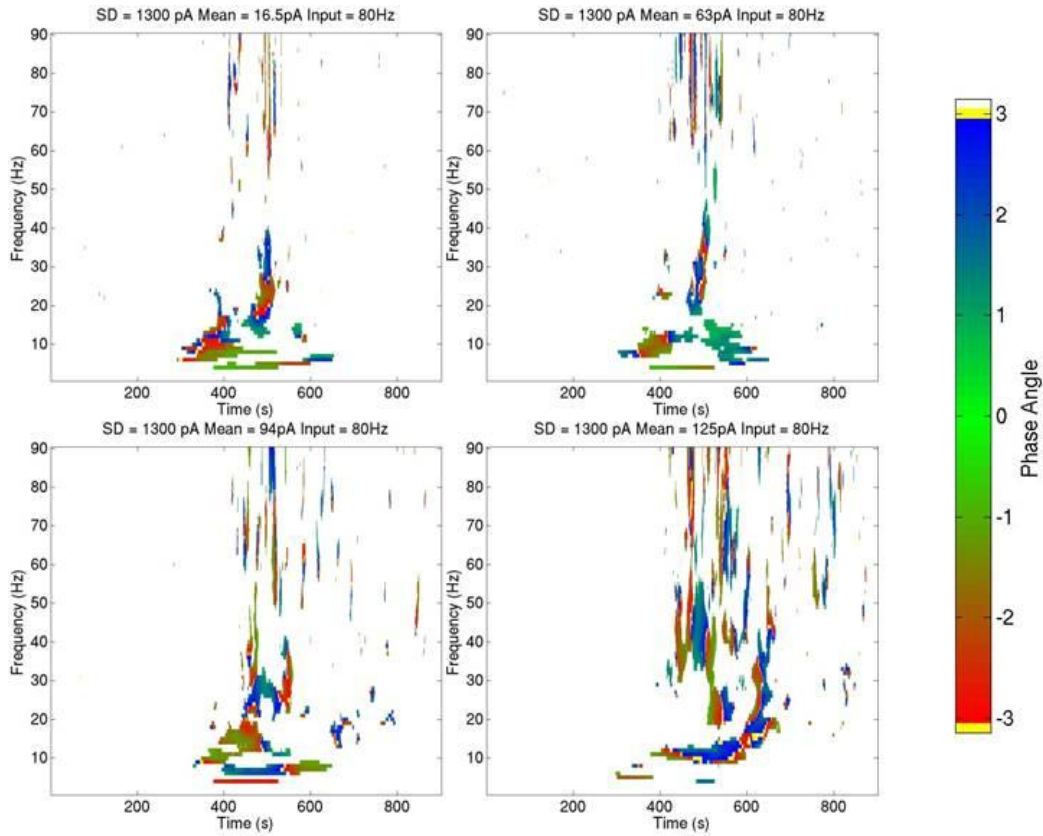 SD = 1300 pA Mean = 16.5pA Input = 80Hz
90
80
70
60
50
40
30
20
10
Frequency (Hz)
200 400 600 800
Time (s)
SD = 1300 pA Mean = 63pA Input = 80Hz
90
80
70
60
50
40
30
20
10
Frequency (Hz)
200 400 600 800
Time (s)
SD = 1300 pA Mean = 94pA Input = 80Hz
90
80
70
60
50
40
30
20
10
Frequency (Hz)
200 400 600 800
Time (s)
SD = 1300 pA Mean = 125pA Input = 80Hz
90
80
70
60
50
40
30
20
10
Frequency (Hz)
200 400 600 800
Time (s)
3
2
1
0
-1
-2
-3
Phase Angle